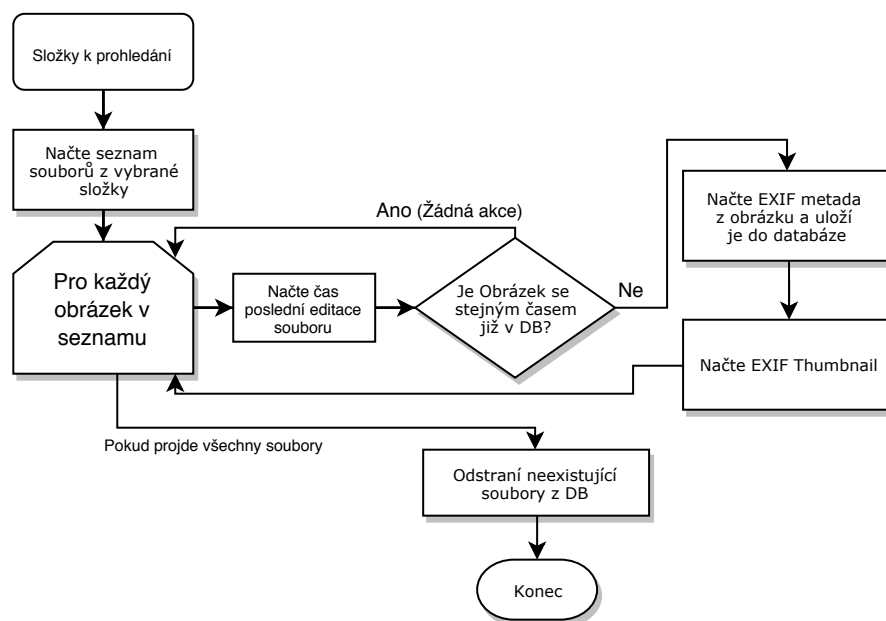 Složky k prohledání
Načte seznam
souborů z vybrané
složky
Ano (Žádná akce)
Pro každý
obrázek v
seznamu
Načte čas
poslední editace
souboru
Je Obrázek se
stejným časem
již v DB?
Ne
Načte EXIF metada
z obrázku a uloží
je do databáze
Načte EXIF Thumbnail
Pokud projde všechny soubory
Odstraní neexistující
soubory z DB
Konec